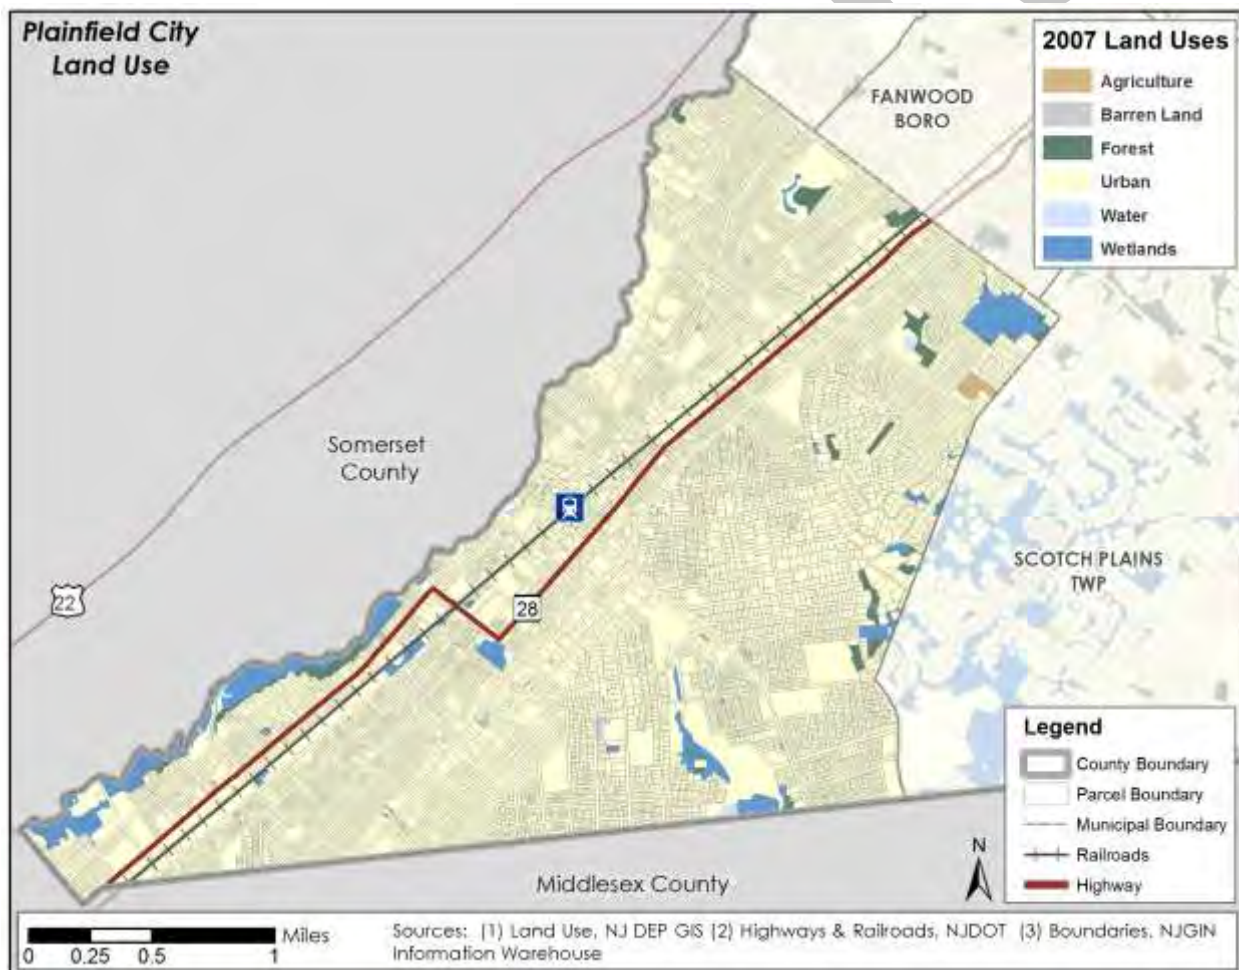 Plainfield City
Land Use
2007 Land Uses
Agriculture
Barren Land
Forest
Urban
Water
Wetlands
FANWOOD
BORO
Somerset
County
22
28
SCOTCH PLAINS
TWP
Middlesex County
Legend
County Boundary
Parcel Boundary
Municipal Boundary
Railroads
Highway
N
Miles
0 0.25 0.5 1
Sources: (1) Land Use, NJ DEP GIS (2) Highways & Railroads, NJDOT (3) Boundaries, NJGIN
Information Warehouse